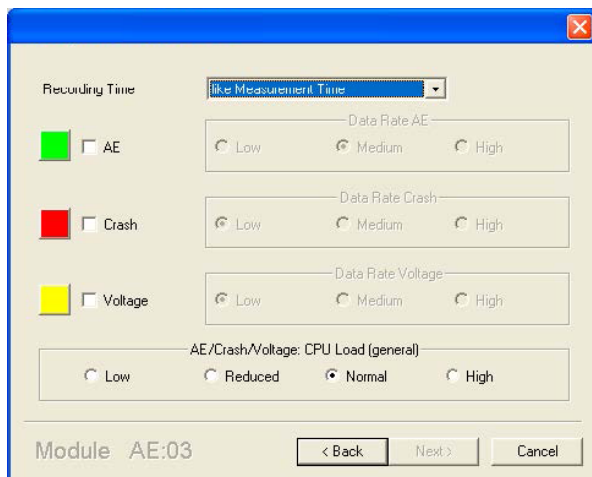 Recording Time like Measurement Time
Data Rate AE
AE Low Medium High
Data Rate Crash
Crash Low Medium High
Data Rate Voltage
Voltage Low Medium High
AE/Crash/Voltage: CPU Load (general)
Low Reduced Normal High
Module AE:03 < Back Next > Cancel